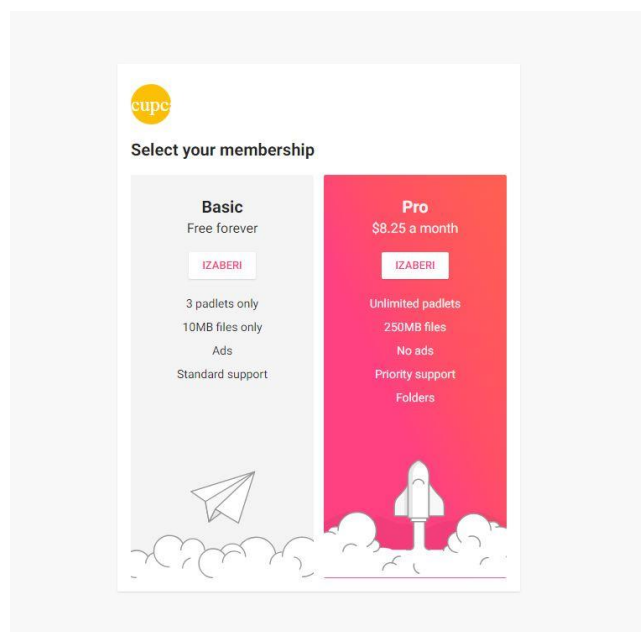 cupc
Select your membership
Basic
Free forever
IZABERI
3 padlets only
10MB files only
Ads
Standard support
Pro
$8.25 a month
IZABERI
Unlimited padlets
250MB files
No ads
Priority support
Folders